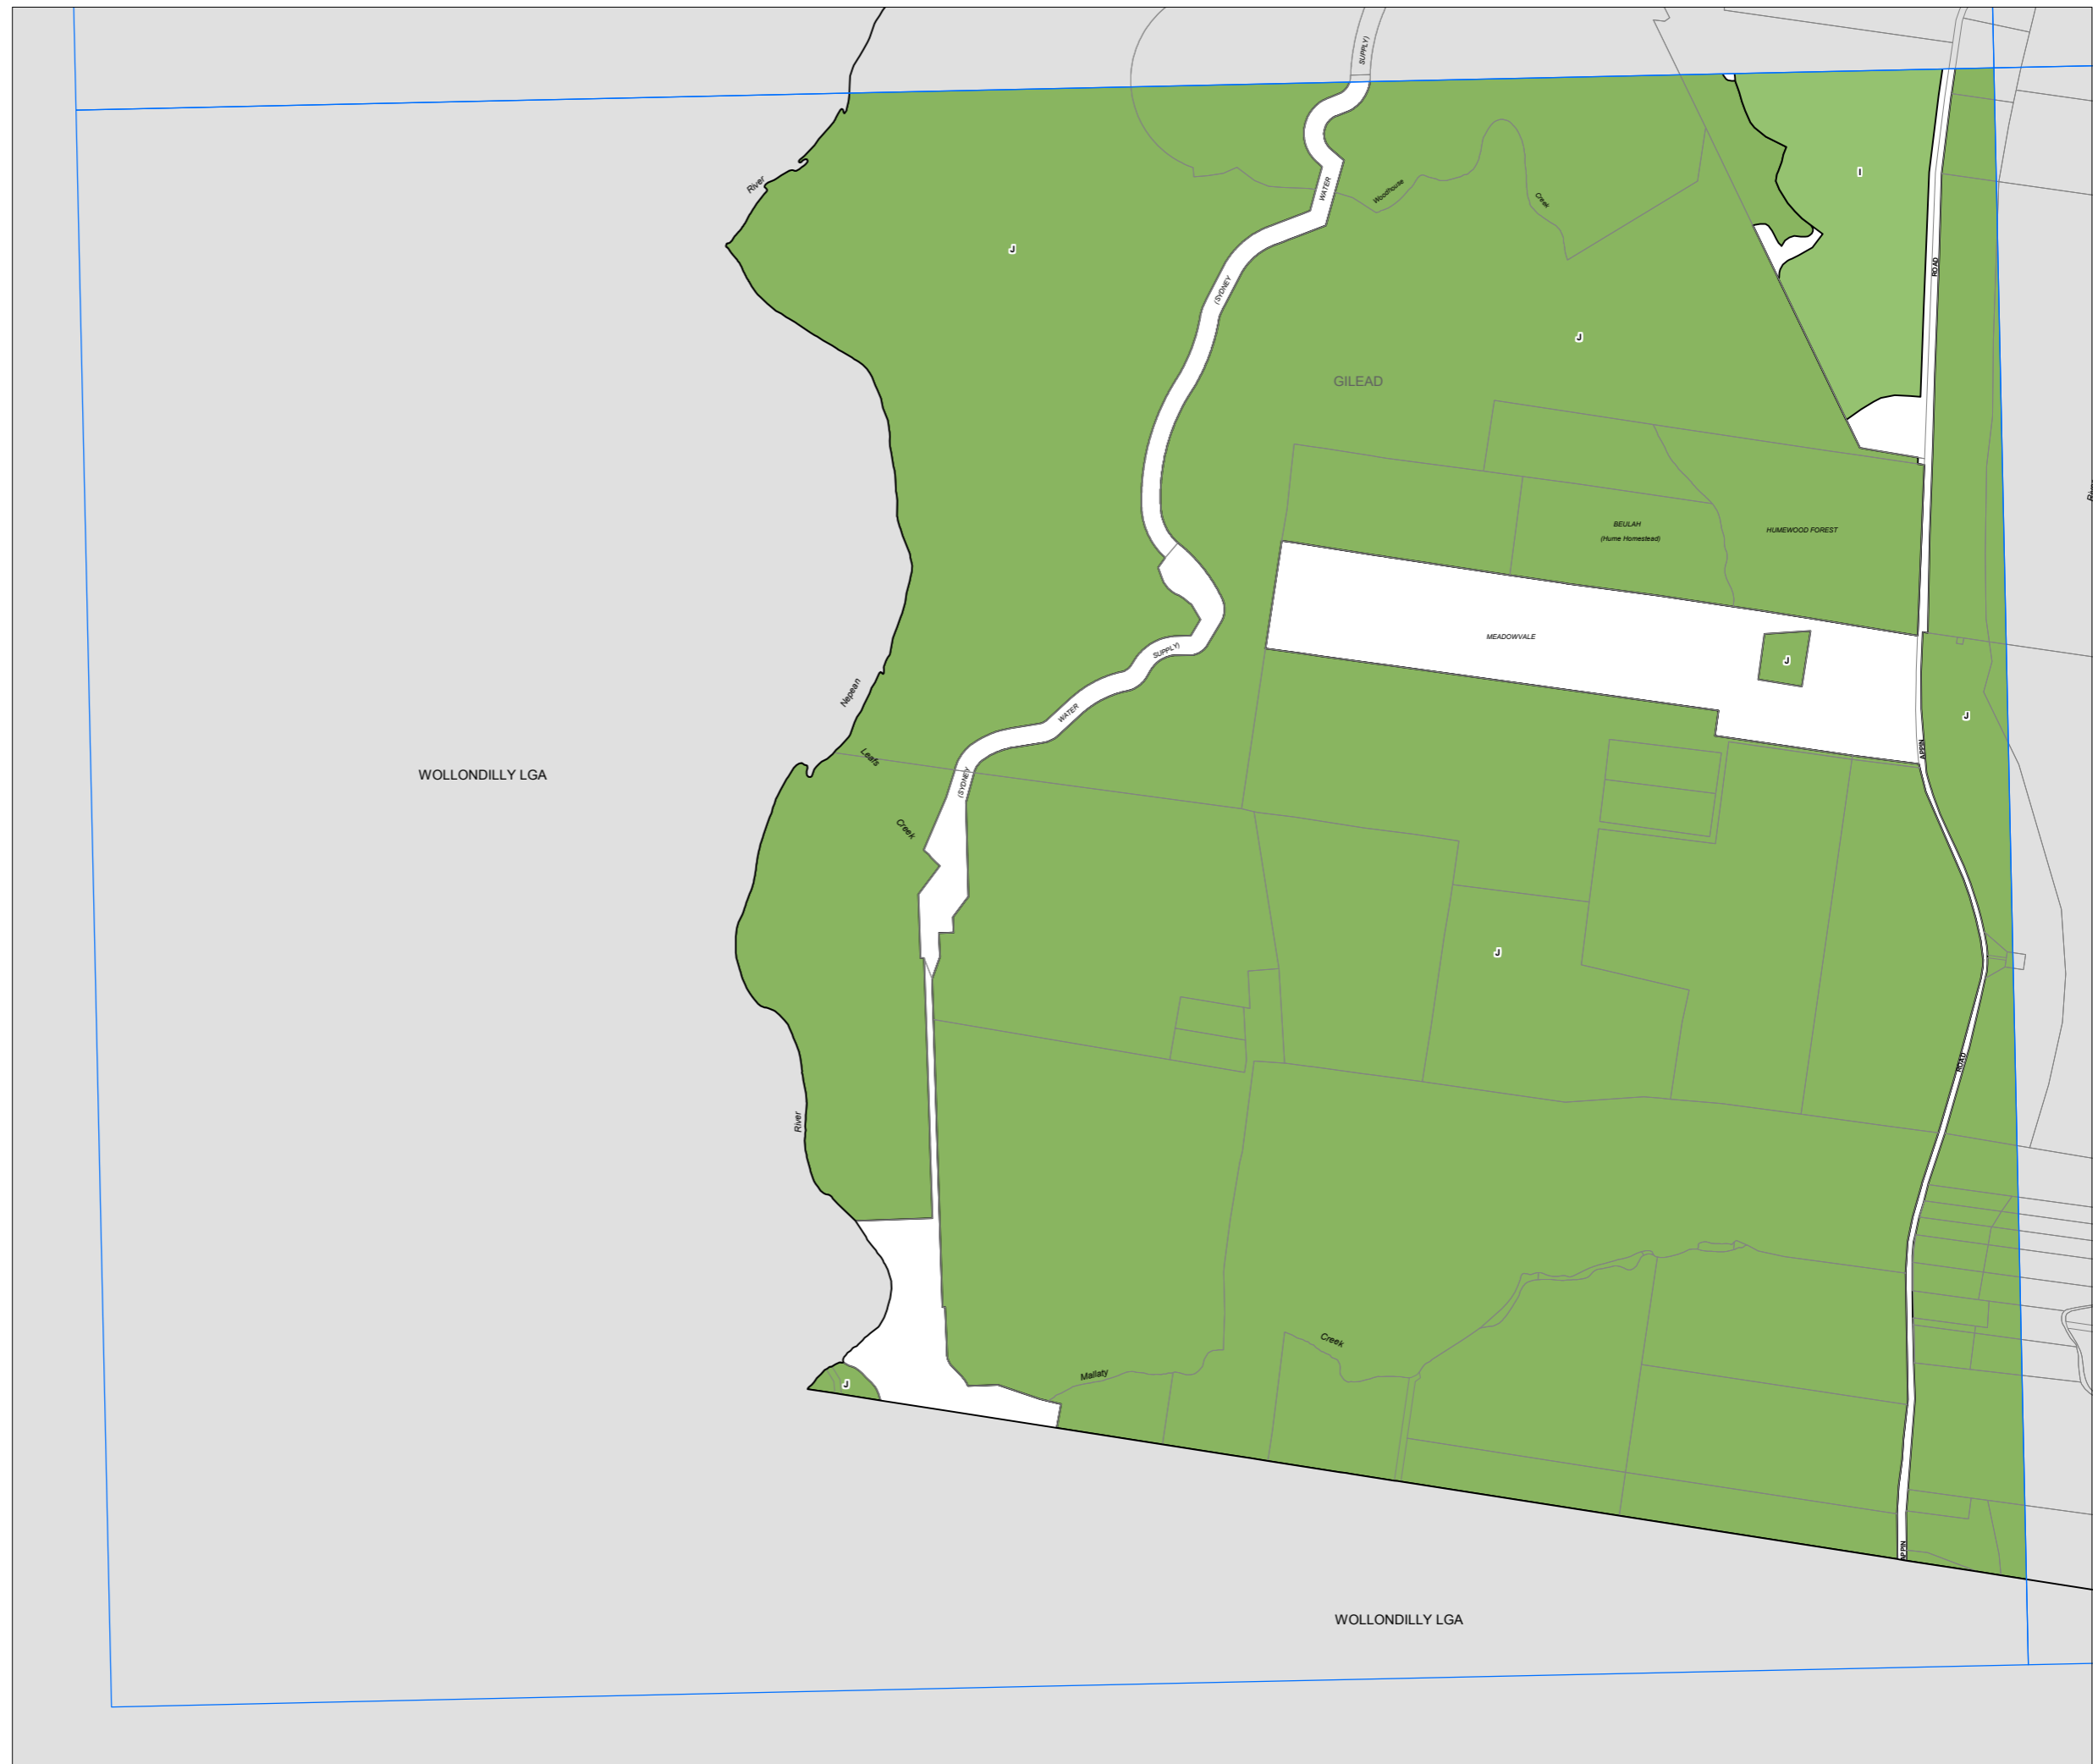 SUPPLY)
River
WATER
Woodhouse
Creek
I
J
ROAD
(SYDNEY
J
GILEAD
BEULAH
(Hume Homestead)
HUMEWOOD FOREST
MEADOWVALE
SUPPLY)
J
Nepean
WATER
J
APPIN
Leafs
(SYDNEY
WOLLONDILLY LGA
Creek
J
ROAD
River
Creek
Mallaty
J
APPIN
WOLLONDILLY LGA